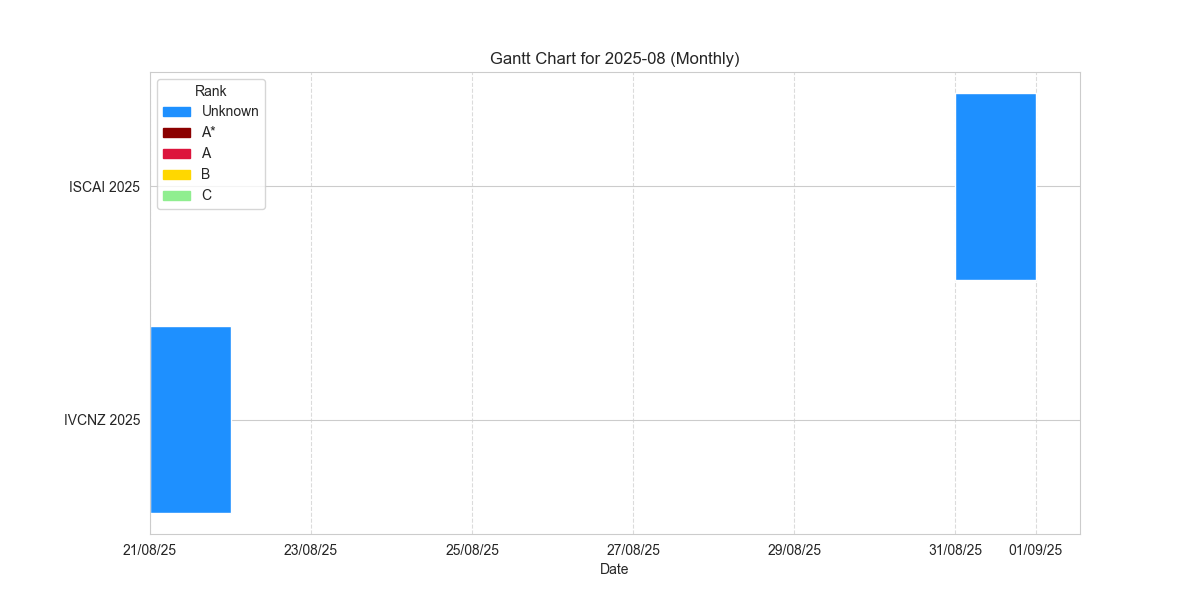 Gantt Chart for 2025-08 (Monthly)
Rank
Unknown
A*
A
B
C
ISCAI 2025
IVCNZ 2025
21/08/25 23/08/25 25/08/25 27/08/25 29/08/25 31/08/25 01/09/25
Date